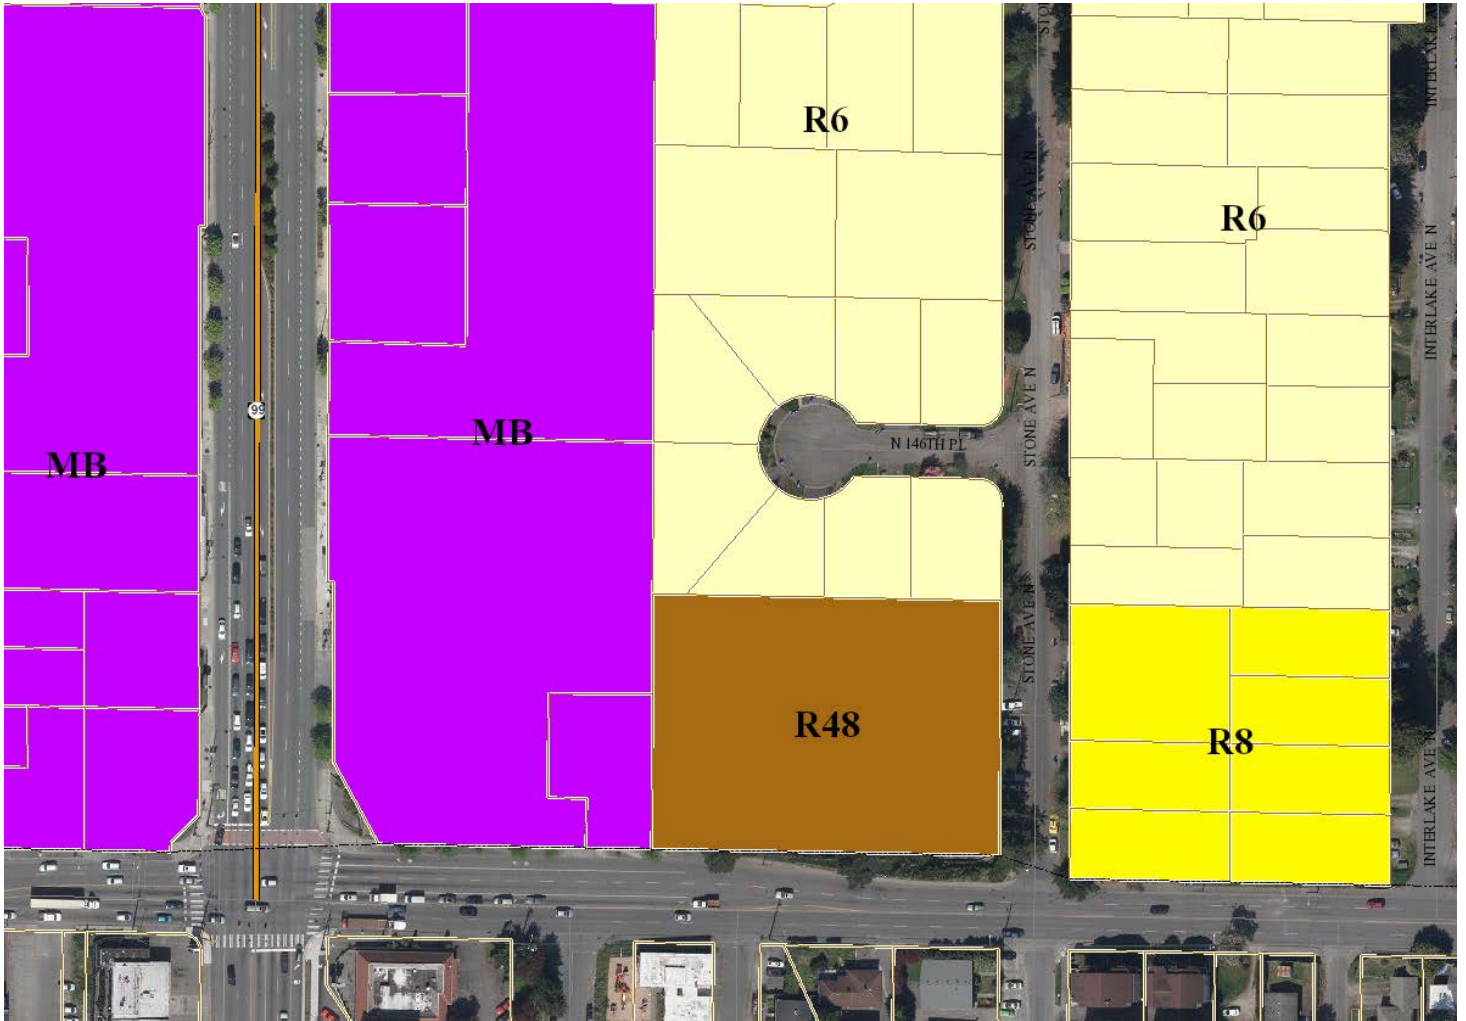 STO
INTERLAKE
R6
STONE AVE N
R6
INTERLAKE AVE N
STONE AVE N
99
MB
N 146TH PL
MB
STONE AVE N
R48
R8
INTERLAKE AVE N